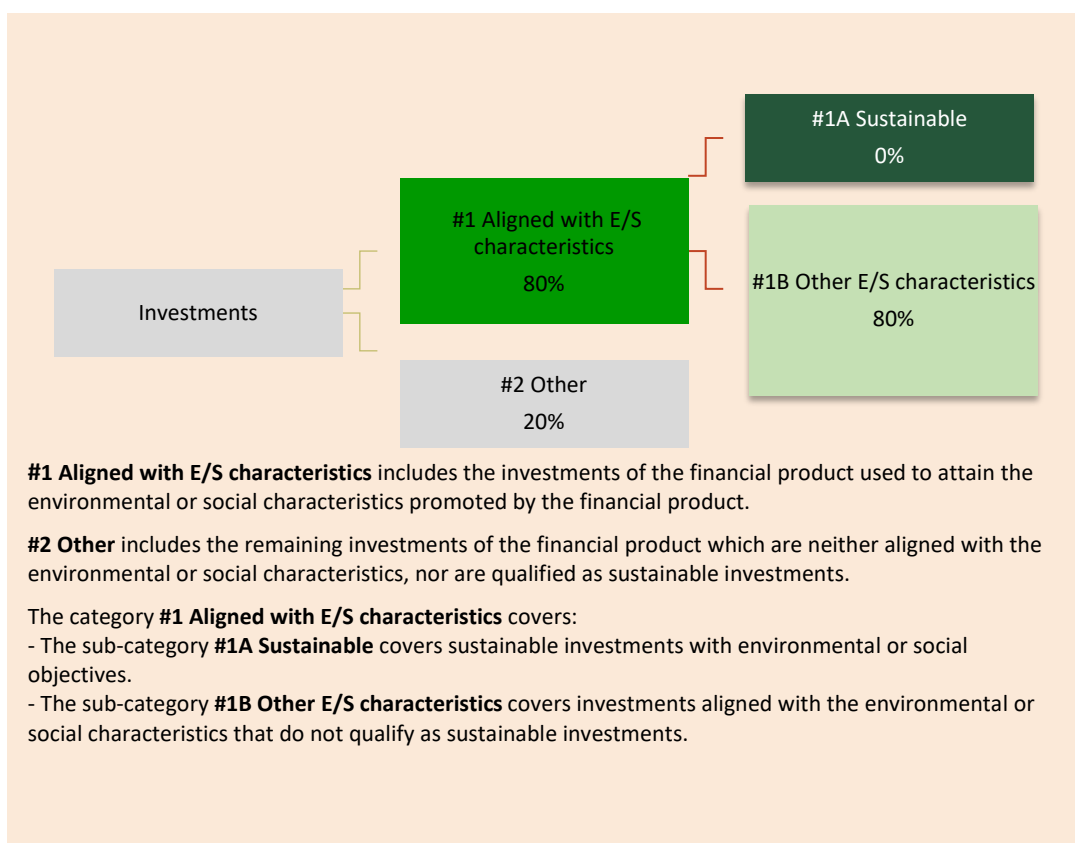 #1A Sustainable
0%
#1 Aligned with E/S
characteristics
80%
#1B Other E/S characteristics
80%
Investments
#2 Other
20%
#1 Aligned with E/S characteristics includes the investments of the financial product used to attain the
environmental or social characteristics promoted by the financial product.
#2 Other includes the remaining investments of the financial product which are neither aligned with the
environmental or social characteristics, nor are qualified as sustainable investments.
The category #1 Aligned with E/S characteristics covers:
- The sub-category #1A Sustainable covers sustainable investments with environmental or social
objectives.
- The sub-category #1B Other E/S characteristics covers investments aligned with the environmental or
social characteristics that do not qualify as sustainable investments.